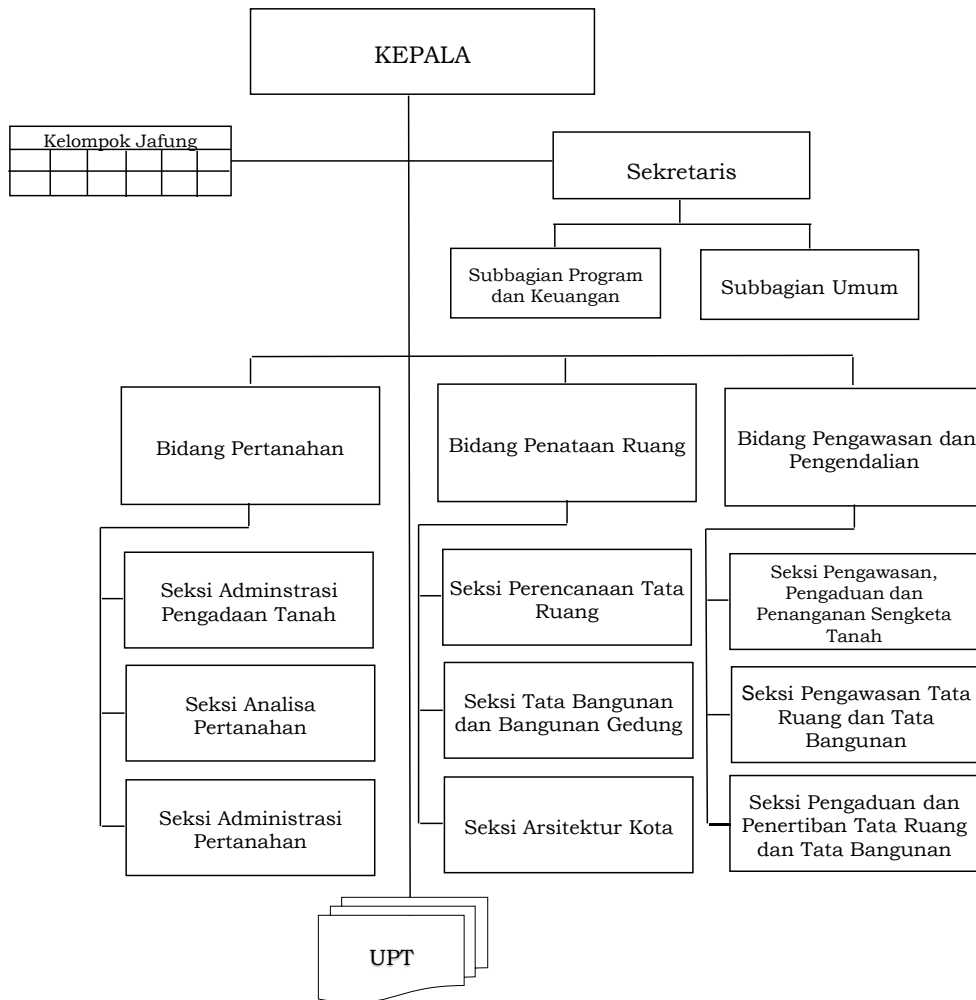 KEPALA
Kelompok Jafung
Sekretaris
Subbagian Program
dan Keuangan
Subbagian Umum
Bidang Pertanahan
Bidang Penataan Ruang
Bidang Pengawasan dan
Pengendalian
Seksi Adminstrasi
Pengadaan Tanah
Seksi Perencanaan Tata
Ruang
Seksi Pengawasan,
Pengaduan dan
Penanganan Sengketa
Tanah
Seksi Analisa
Pertanahan
Seksi Tata Bangunan
dan Bangunan Gedung
Seksi Pengawasan Tata
Ruang dan Tata
Bangunan
Seksi Administrasi
Pertanahan
Seksi Arsitektur Kota
Seksi Pengaduan dan
Penertiban Tata Ruang
dan Tata Bangunan
UPT